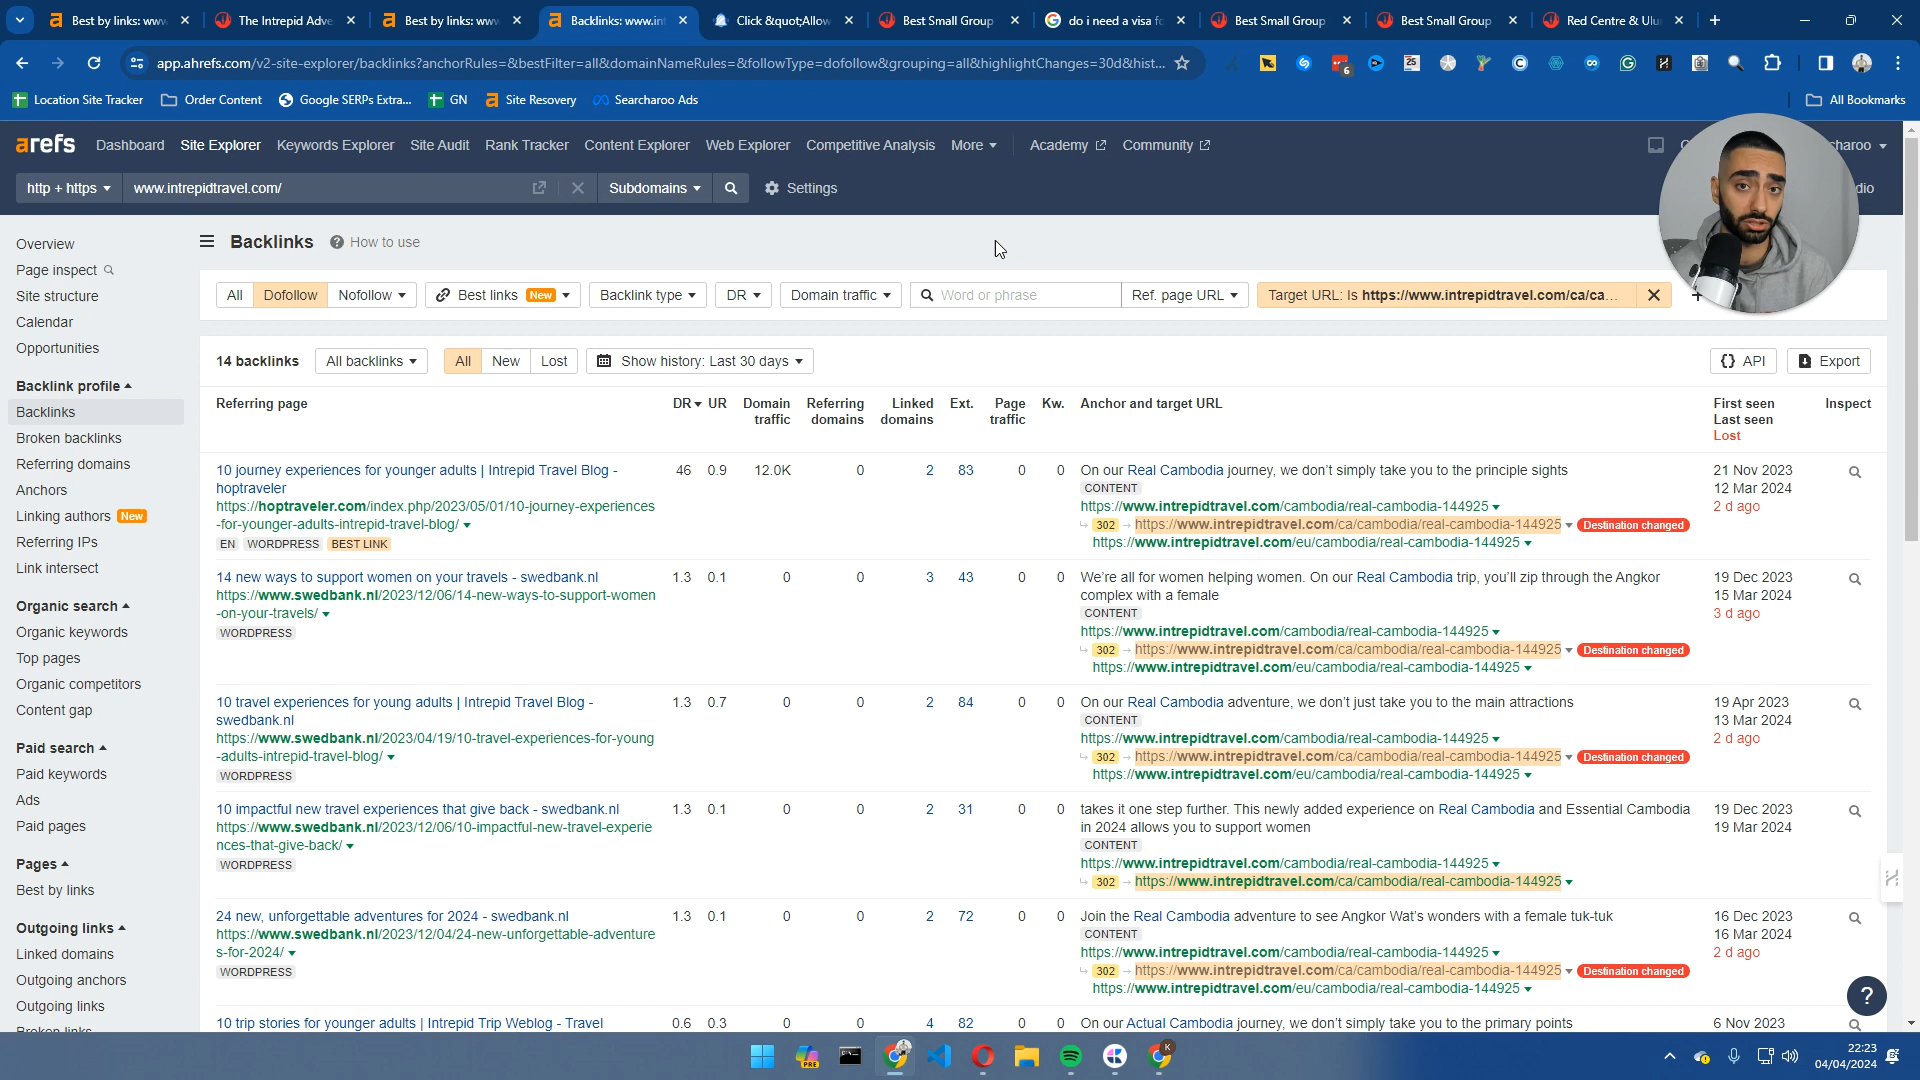 Best by links: www
The Intrepid Adve
Best by links: www
Backlinks: www.int
Click &quot;Allow
Best Small Group
do i need a visa fo
Best Small Group
Best Small Group
Red Centre & Ulu
app.ahrefs.com/v2-site-explorer/backlinks?anchorRules=&bestFilter=all&domainNameRules=&followType=dofollow&grouping=all&highlightChanges=30d&hist...
Location Site Tracker
Order Content
Google SERPs Extra...
GN
Site Recovery
Searcharoo Ads
All Bookmarks
arefs Dashboard Site Explorer Keywords Explorer Site Audit Rank Tracker Content Explorer Web Explorer Competitive Analysis More Academy Community
charoo
http + https www.intrepidtravel.com/ Subdomains Settings
dio
Overview
Page inspect
Site structure
Calendar
Opportunities
Backlink profile
Backlinks
Broken backlinks
Referring domains
Anchors
Linking authors New
Referring IPs
Link intersect
Organic search
Organic keywords
Top pages
Organic competitors
Content gap
Paid search
Paid keywords
Ads
Paid pages
Pages
Best by links
Outgoing links
Linked domains
Outgoing anchors
Outgoing links
Broken links
Backlinks ? How to use
All Dofollow Nofollow Best links New Backlink type DR Domain traffic Word or phrase Ref. page URL Target URL: Is https://www.intrepidtravel.com/ca/ca...
14 backlinks All backlinks All New Lost Show history: Last 30 days API Export
Referring page DR UR Domain traffic Referring domains Linked domains Ext. Page traffic Kw. Anchor and target URL First seen Last seen Lost Inspect
10 journey experiences for younger adults | Intrepid Travel Blog -
hoptraveler
https://hoptraveler.com/index.php/2023/05/01/10-journey-experiences
-for-younger-adults-intrepid-travel-blog/
EN WORDPRESS BEST LINK
46 0.9 12.0K 0 2 83 0 0
On our Real Cambodia journey, we don't simply take you to the principle sights
CONTENT
https://www.intrepidtravel.com/cambodia/real-cambodia-144925
302 https://www.intrepidtravel.com/ca/cambodia/real-cambodia-144925 Destination changed
https://www.intrepidtravel.com/eu/cambodia/real-cambodia-144925
21 Nov 2023
12 Mar 2024
2 d ago
14 new ways to support women on your travels - swedbank.nl
https://www.swedbank.nl/2023/12/06/14-new-ways-to-support-women
-on-your-travels/
WORDPRESS
1.3 0.1 0 0 3 43 0 0
We're all for women helping women. On our Real Cambodia trip, you'll zip through the Angkor
complex with a female
CONTENT
https://www.intrepidtravel.com/cambodia/real-cambodia-144925
302 https://www.intrepidtravel.com/ca/cambodia/real-cambodia-144925 Destination changed
https://www.intrepidtravel.com/eu/cambodia/real-cambodia-144925
19 Dec 2023
15 Mar 2024
3 d ago
10 travel experiences for young adults | Intrepid Travel Blog -
swedbank.nl
https://www.swedbank.nl/2023/04/19/10-travel-experiences-for-young
-adults-intrepid-travel-blog/
WORDPRESS
1.3 0.7 0 0 2 84 0 0
On our Real Cambodia adventure, we don't just take you to the main attractions
CONTENT
https://www.intrepidtravel.com/cambodia/real-cambodia-144925
302 https://www.intrepidtravel.com/ca/cambodia/real-cambodia-144925 Destination changed
https://www.intrepidtravel.com/eu/cambodia/real-cambodia-144925
19 Apr 2023
13 Mar 2024
2 d ago
10 impactful new travel experiences that give back - swedbank.nl
https://www.swedbank.nl/2023/12/06/10-impactful-new-travel-experie
nces-that-give-back/
WORDPRESS
1.3 0.1 0 0 2 31 0 0
takes it one step further. This newly added experience on Real Cambodia and Essential Cambodia
in 2024 allows you to support women
CONTENT
https://www.intrepidtravel.com/cambodia/real-cambodia-144925
302 https://www.intrepidtravel.com/ca/cambodia/real-cambodia-144925
19 Dec 2023
19 Mar 2024
24 new, unforgettable adventures for 2024 - swedbank.nl
https://www.swedbank.nl/2023/12/04/24-new-unforgettable-adventure
s-for-2024/
WORDPRESS
1.3 0.1 0 0 2 72 0 0
Join the Real Cambodia adventure to see Angkor Wat's wonders with a female tuk-tuk
CONTENT
https://www.intrepidtravel.com/cambodia/real-cambodia-144925
302 https://www.intrepidtravel.com/ca/cambodia/real-cambodia-144925 Destination changed
https://www.intrepidtravel.com/eu/cambodia/real-cambodia-144925
16 Dec 2023
16 Mar 2024
2 d ago
10 trip stories for younger adults | Intrepid Trip Weblog - Travel
0.6 0.3 0 0 4 82 0 0
On our Actual Cambodia journey, we don't simply take you to the primary points
6 Nov 2023
?
22:23
04/04/2024